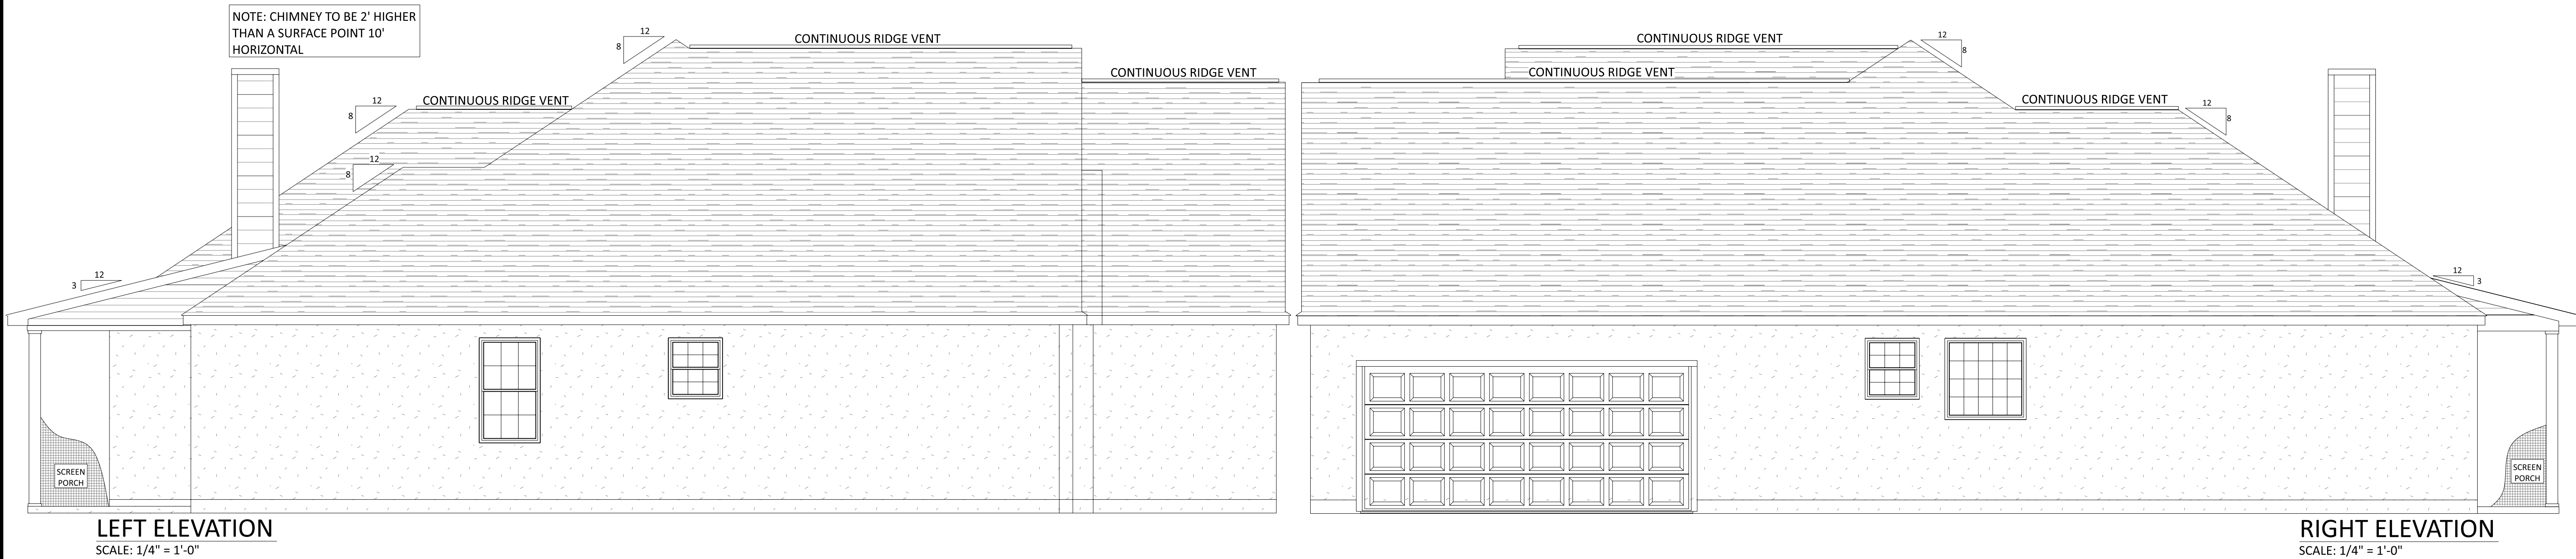 NOTE: CHIMNEY TO BE 2' HIGHER
THAN A SURFACE POINT 10'
HORIZONTAL
12
8
CONTINUOUS RIDGE VENT
CONTINUOUS RIDGE VENT
12
8
CONTINUOUS RIDGE VENT
12
8
12
3
SCREEN
PORCH
LEFT ELEVATION
SCALE: 1/4" = 1'-0"
CONTINUOUS RIDGE VENT
12
8
CONTINUOUS RIDGE VENT
CONTINUOUS RIDGE VENT
12
8
12
3
SCREEN
PORCH
RIGHT ELEVATION
SCALE: 1/4" = 1'-0"